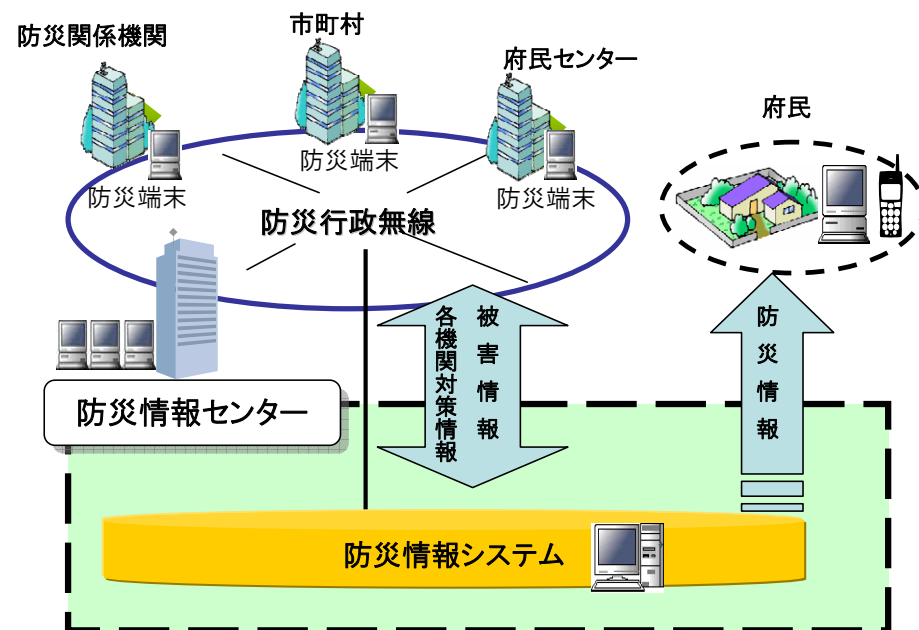 防災関係機関
市町村
府民センター
府民
防災端末
防災端末
防災端末
防災行政無線
各機関対策情報
被害情報
防災情報
防災情報センター
防災情報システム